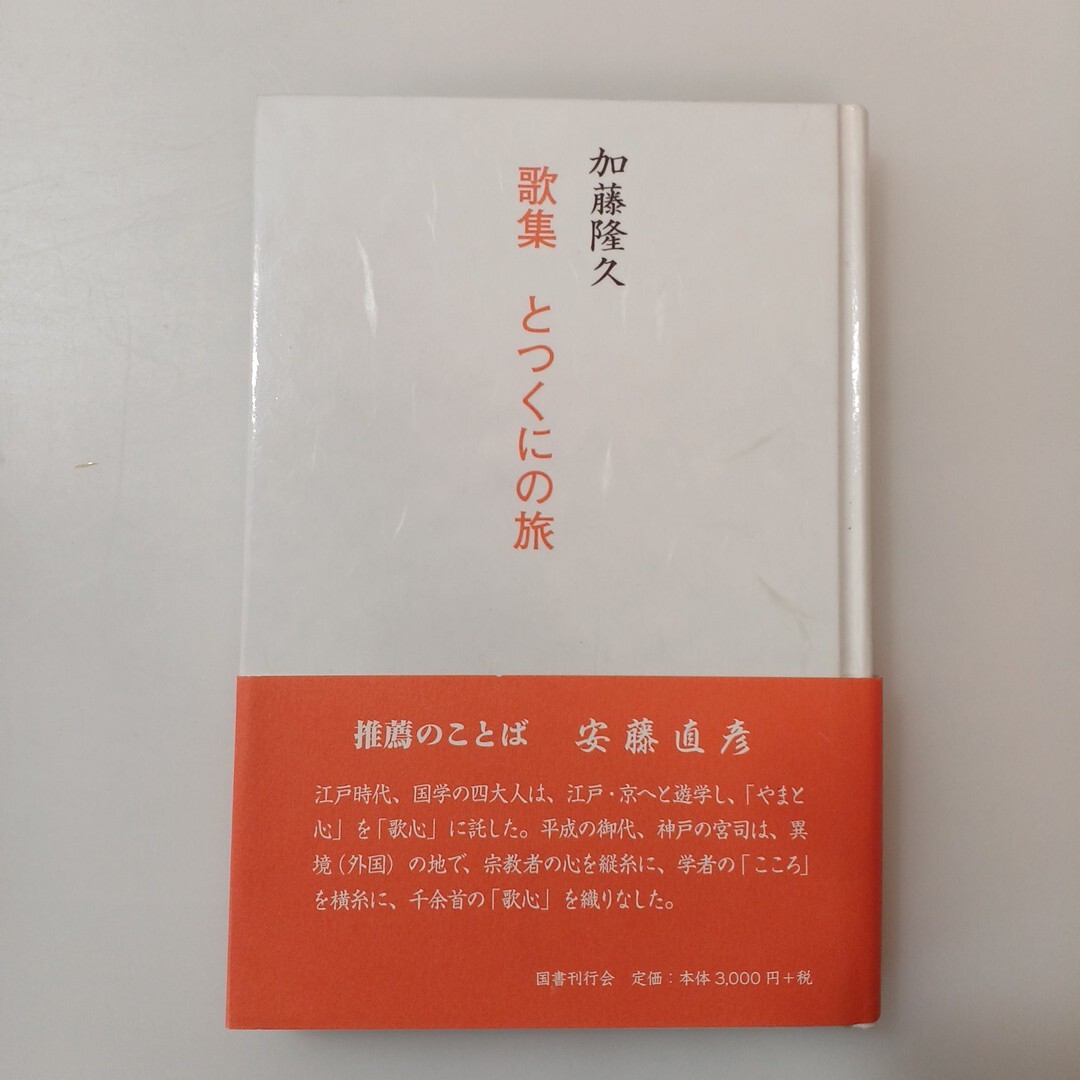 加藤隆久
歌集 とつくにの旅
推薦のことば 安藤直彦
江戸時代、国学の四大人は、江戸・京へと遊学し、「やまと
心」を「歌心」に託した。平成の御代、神戸の宮司は、異
境(外国)の地で、宗教者の心を縦糸に、学者の「こころ」
を横糸に、千余首の「歌心」を織りなした。
国書刊行会 定価:本体3,000円+税